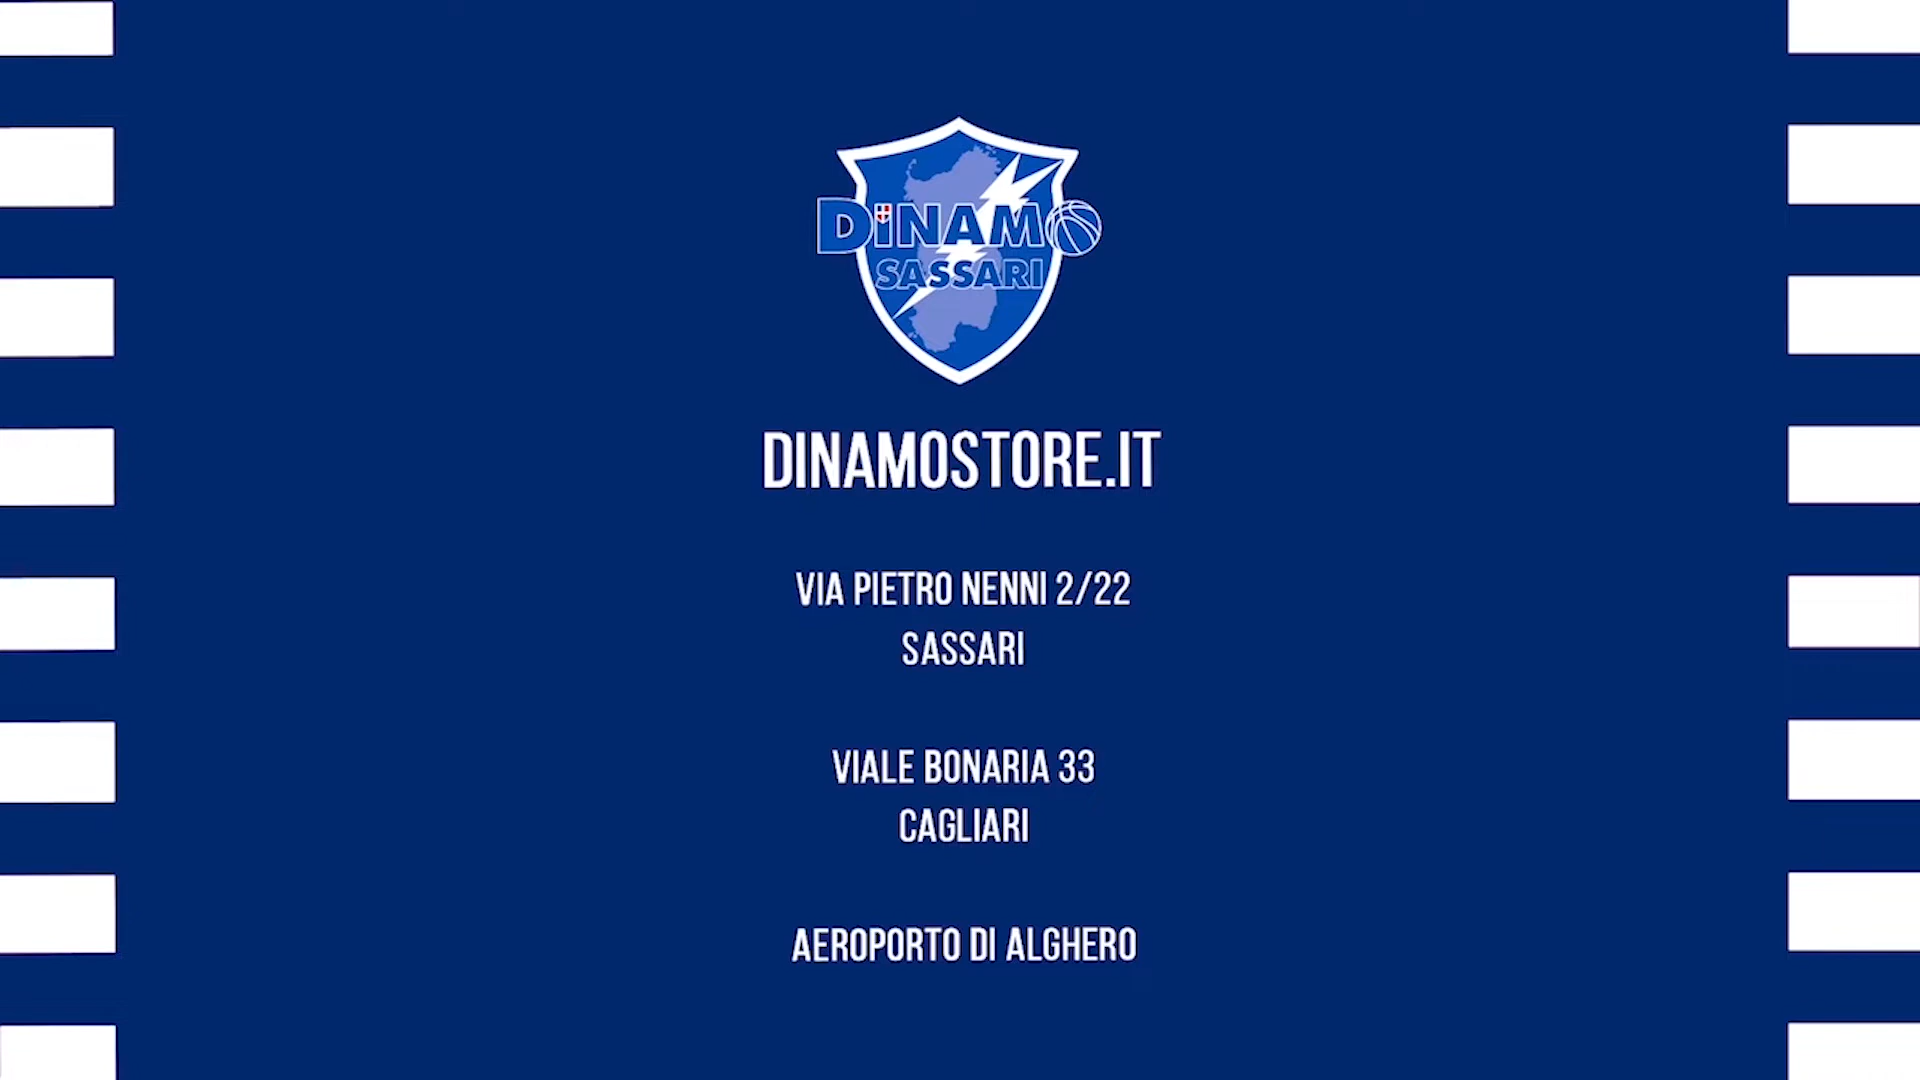 DiNAMO
SASSARI
DINAMOSTORE.IT
VIA PIETRO NENNI 2/22
SASSARI
VIALE BONARIA 33
CAGLIARI
AEROPORTO DI ALGHERO